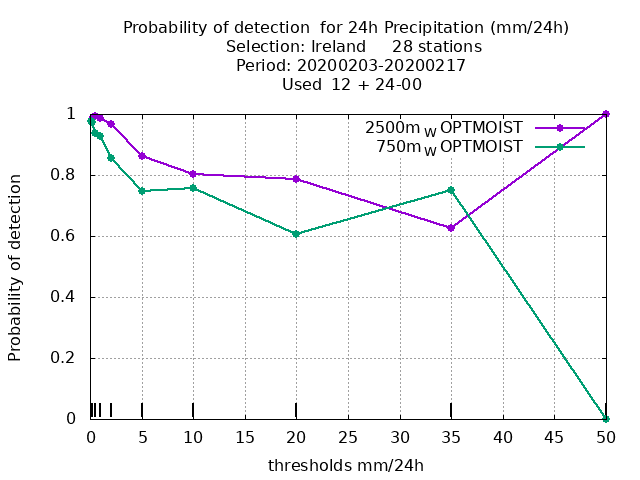 Probability of detection  for 24h Precipitation (mm/24h)
Selection: Ireland     28 stations
Period: 20200203-20200217
Used  12 + 24-00
2500m_W OPTMOIST
750m_W OPTMOIST
Probability of detection
1
0.8
0.6
0.4
0.2
0
0 5 10 15 20 25 30 35 40 45 50
thresholds mm/24h